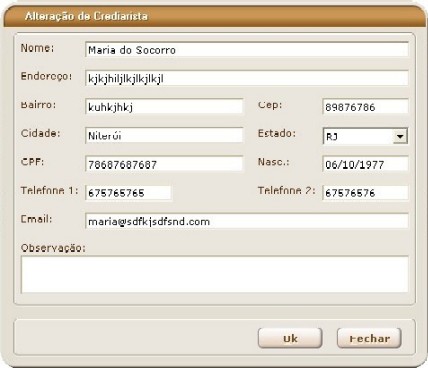 Alteração de Crediarista
Nome: Maria do Socorro
Endereço: kjkjhiljlkjlkjlkjl
Bairro: kuhkjhkj Cep: 89876786
Cidade: Niterói Estado: RJ
CPF: 78687687687 Nasc.: 06/10/1977
Telefone 1: 675765765 Telefone 2: 67576576
Email: maria@sdfkjsdfsnd.com
Observação:
Ok Fechar